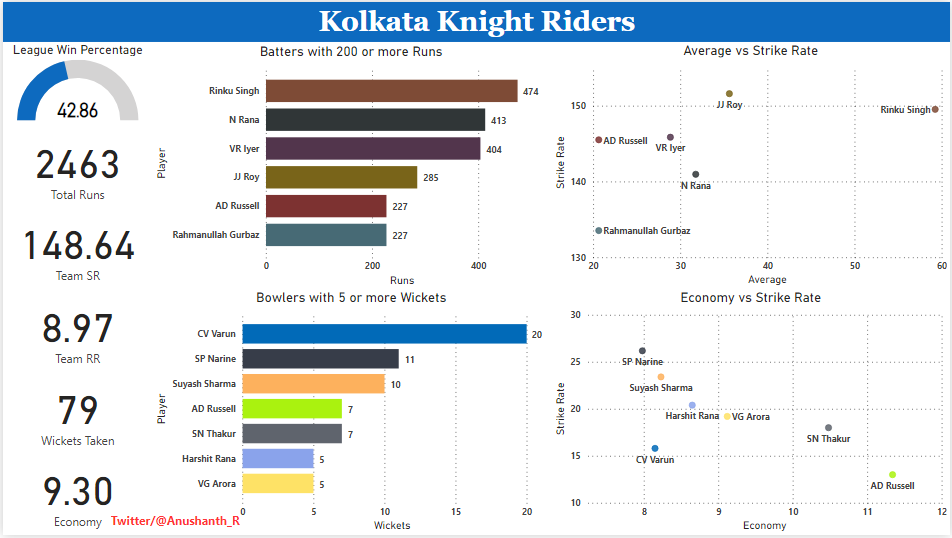 Kolkata Knight Riders
League Win Percentage
42.86
2463
Total Runs
148.64
Team SR
8.97
Team RR
79
Wickets Taken
9.30
Economy
Twitter/@Anushanth_R
Batters with 200 or more Runs
Player
Rinku Singh 474
N Rana 413
VR Iyer 404
JJ Roy 285
AD Russell 227
Rahmanullah Gurbaz 227
0 200 400
Runs
Average vs Strike Rate
Strike Rate
150
140
130
JJ Roy
Rinku Singh
AD Russell
VR Iyer
N Rana
Rahmanullah Gurbaz
20 30 40 50 60
Average
Bowlers with 5 or more Wickets
Player
CV Varun 20
SP Narine 11
Suyash Sharma 10
AD Russell 7
SN Thakur 7
Harshit Rana 5
VG Arora 5
0 5 10 15 20
Wickets
Economy vs Strike Rate
Strike Rate
30
25
20
15
10
SP Narine
Suyash Sharma
Harshit Rana
VG Arora
SN Thakur
CV Varun
AD Russell
8 9 10 11 12
Economy